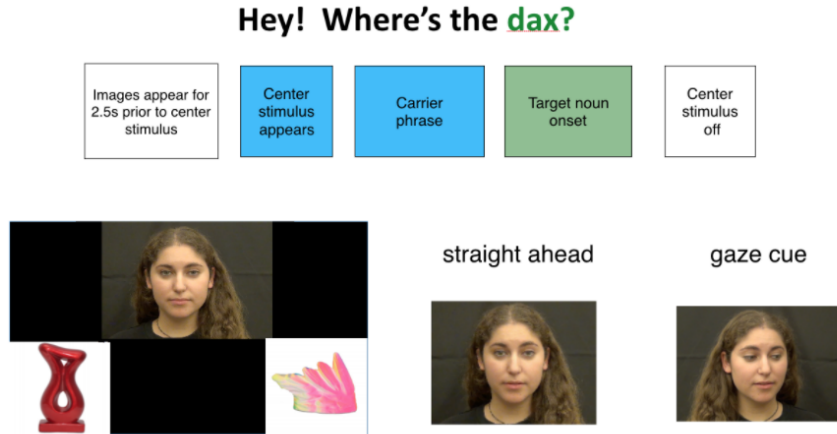 Hey! Where's the dax?
Images appear for
2.5s prior to center
stimulus
Center
stimulus
appears
Carrier
phrase
Target noun
onset
Center
stimulus
off
straight ahead
gaze cue